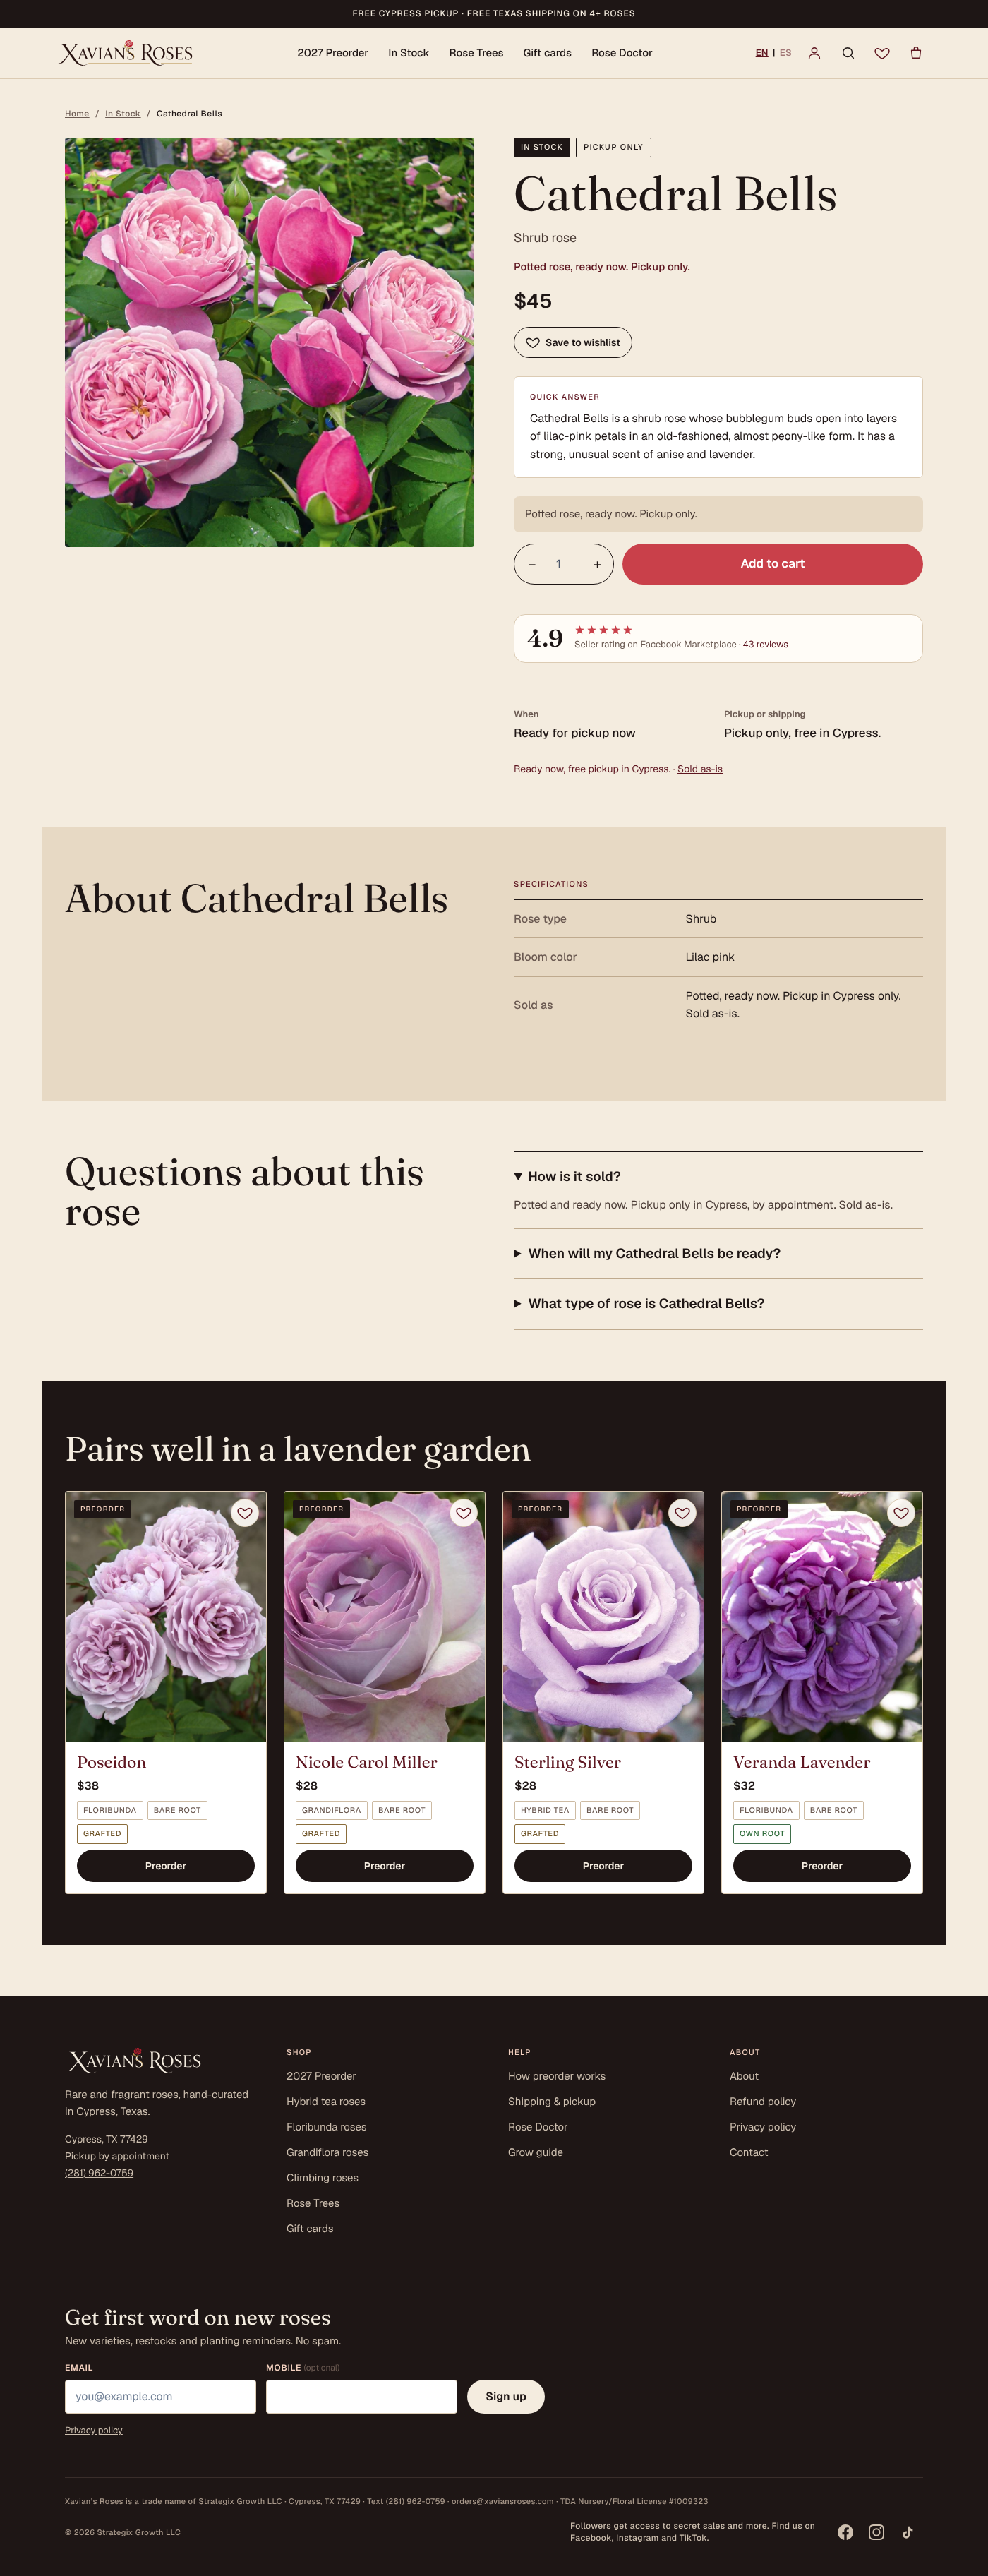 FREE CYPRESS PICKUP · FREE TEXAS SHIPPING ON 4+ ROSES
XAVIAN'S ROSES
2027 Preorder
In Stock
Rose Trees
Gift cards
Rose Doctor
EN | ES
Home / In Stock / Cathedral Bells
IN STOCK
PICKUP ONLY
Cathedral Bells
Shrub rose
Potted rose, ready now. Pickup only.
$45
Save to wishlist
QUICK ANSWER
Cathedral Bells is a shrub rose whose bubblegum buds open into layers
of lilac-pink petals in an old-fashioned, almost peony-like form. It has a
strong, unusual scent of anise and lavender.
Potted rose, ready now. Pickup only.
− 1 +
Add to cart
4.9
Seller rating on Facebook Marketplace · 43 reviews
When
Ready for pickup now
Pickup or shipping
Pickup only, free in Cypress.
Ready now, free pickup in Cypress. · Sold as-is
About Cathedral Bells
SPECIFICATIONS
Rose type Shrub
Bloom color Lilac pink
Sold as Potted, ready now. Pickup in Cypress only.
Sold as-is.
Questions about this
rose
How is it sold?
Potted and ready now. Pickup only in Cypress, by appointment. Sold as-is.
When will my Cathedral Bells be ready?
What type of rose is Cathedral Bells?
Pairs well in a lavender garden
PREORDER
Poseidon
$38
FLORIBUNDA
BARE ROOT
GRAFTED
Preorder
PREORDER
Nicole Carol Miller
$28
GRANDIFLORA
BARE ROOT
GRAFTED
Preorder
PREORDER
Sterling Silver
$28
HYBRID TEA
BARE ROOT
GRAFTED
Preorder
PREORDER
Veranda Lavender
$32
FLORIBUNDA
BARE ROOT
OWN ROOT
Preorder
XAVIAN'S ROSES
Rare and fragrant roses, hand-curated
in Cypress, Texas.
Cypress, TX 77429
Pickup by appointment
(281) 962-0759
SHOP
2027 Preorder
Hybrid tea roses
Floribunda roses
Grandiflora roses
Climbing roses
Rose Trees
Gift cards
HELP
How preorder works
Shipping & pickup
Rose Doctor
Grow guide
ABOUT
About
Refund policy
Privacy policy
Contact
Get first word on new roses
New varieties, restocks and planting reminders. No spam.
EMAIL
MOBILE (optional)
you@example.com
Sign up
Privacy policy
Xavian's Roses is a trade name of Strategix Growth LLC · Cypress, TX 77429 · Text (281) 962-0759 · orders@xaviansroses.com · TDA Nursery/Floral License #1009323
© 2026 Strategix Growth LLC
Followers get access to secret sales and more. Find us on
Facebook, Instagram and TikTok.